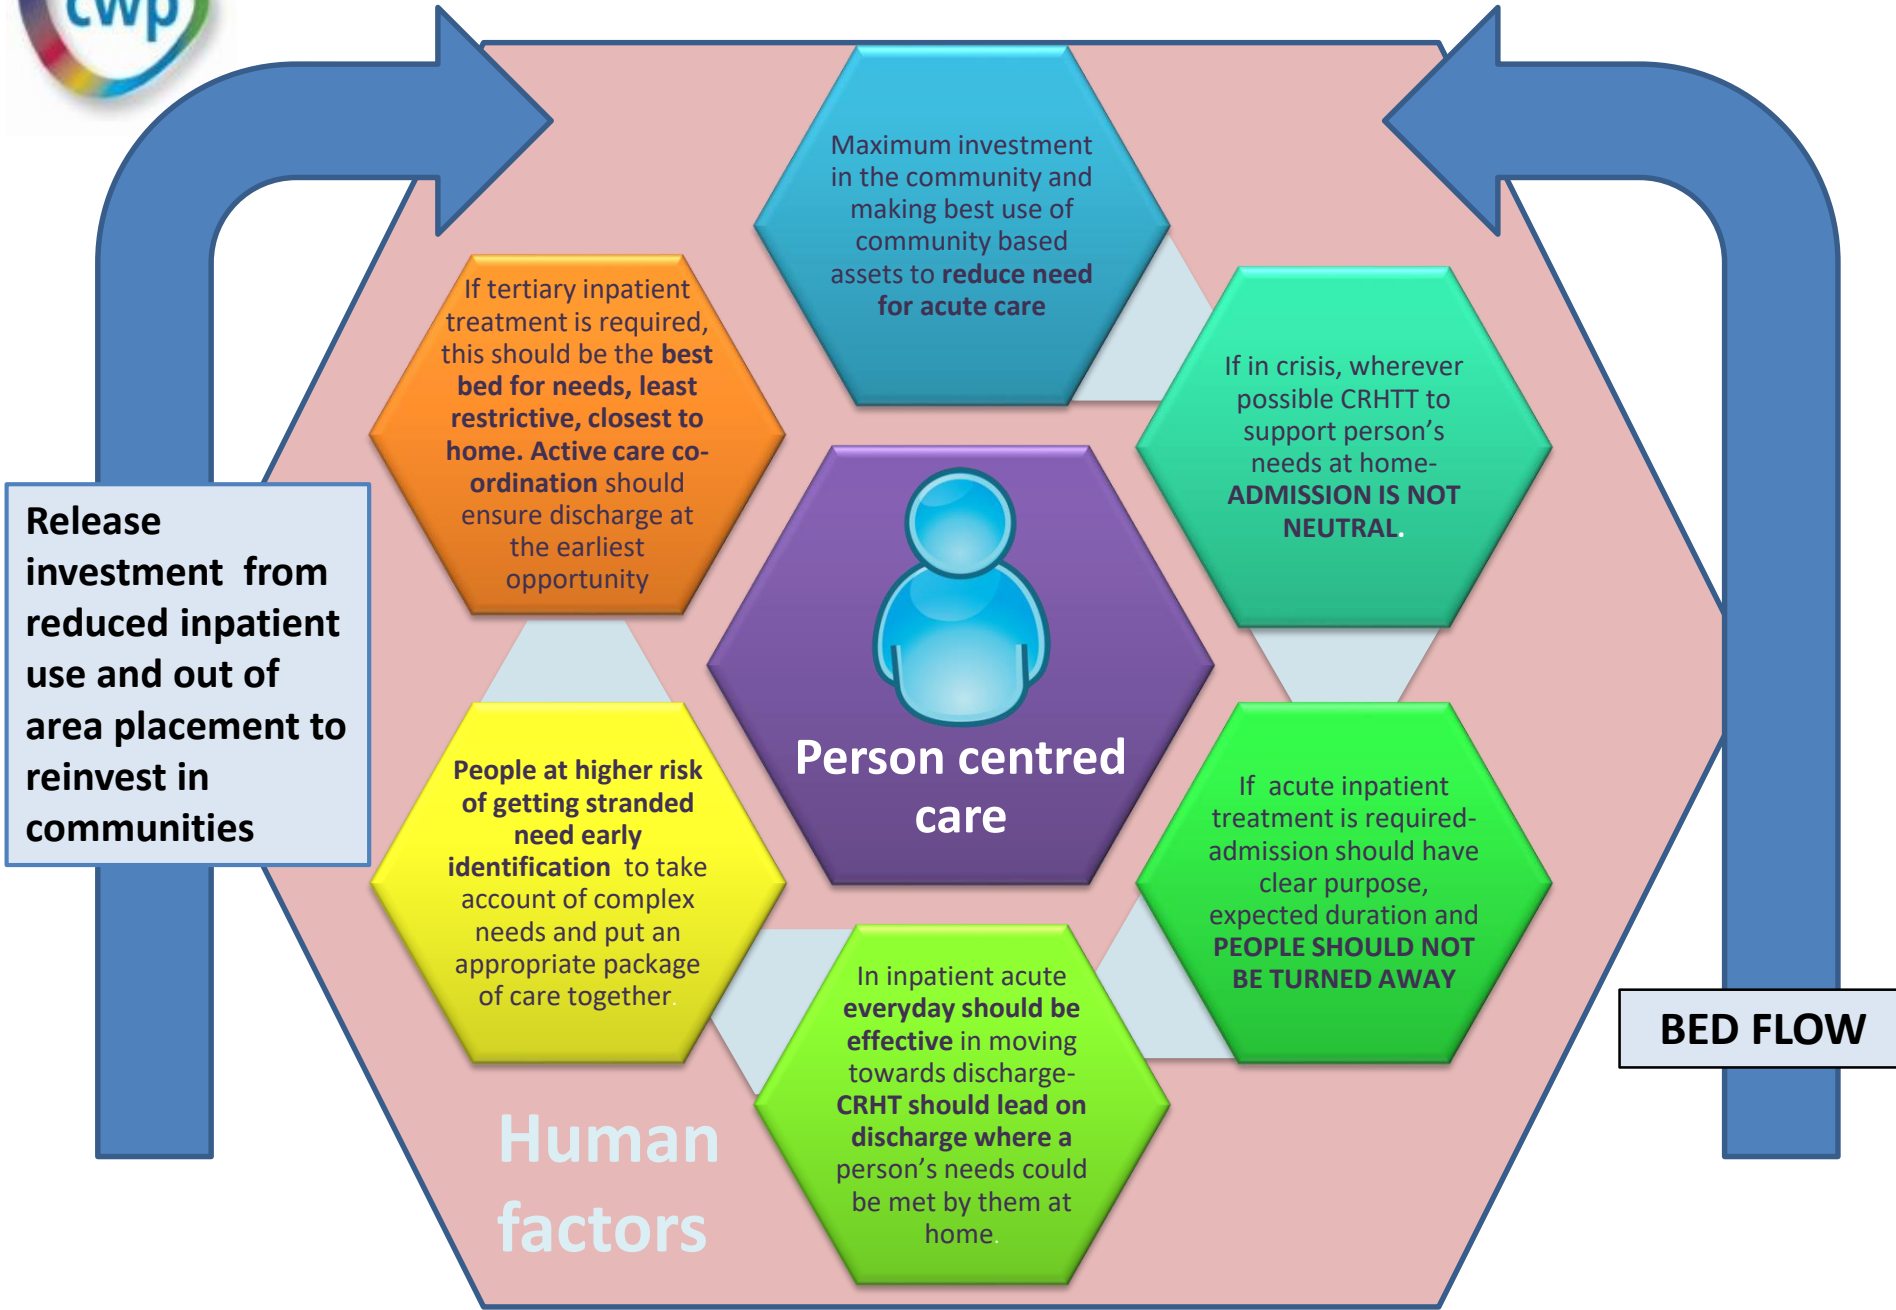 cwp
Maximum investment
in the community and
making best use of
community based
assets to reduce need
for acute care
If in crisis, wherever
possible CRHTT to
support person’s
needs at home-
ADMISSION IS NOT
NEUTRAL.
If  acute inpatient
treatment is required-
admission should have
clear purpose,
expected duration and
PEOPLE SHOULD NOT
BE TURNED AWAY
In inpatient acute
everyday should be
effective in moving
towards discharge-
CRHT should lead on
discharge where a
person’s needs could
be met by them at
home.
People at higher risk
of getting stranded
need early
identification  to take
account of complex
needs and put an
appropriate package
of care together.
If tertiary inpatient
treatment is required,
this should be the best
bed for needs, least
restrictive, closest to
home. Active care co-
ordination should
ensure discharge at
the earliest
opportunity
Person centred
care
Release
investment  from
reduced inpatient
use and out of
area placement to
reinvest in
communities
BED FLOW
Human
factors